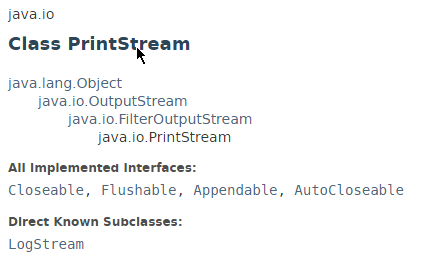 java.io
Class PrintStream
java.lang.Object
java.io.OutputStream
java.io.FilterOutputStream
java.io.PrintStream
All Implemented Interfaces:
Closeable, Flushable, Appendable, AutoCloseable
Direct Known Subclasses:
LogStream